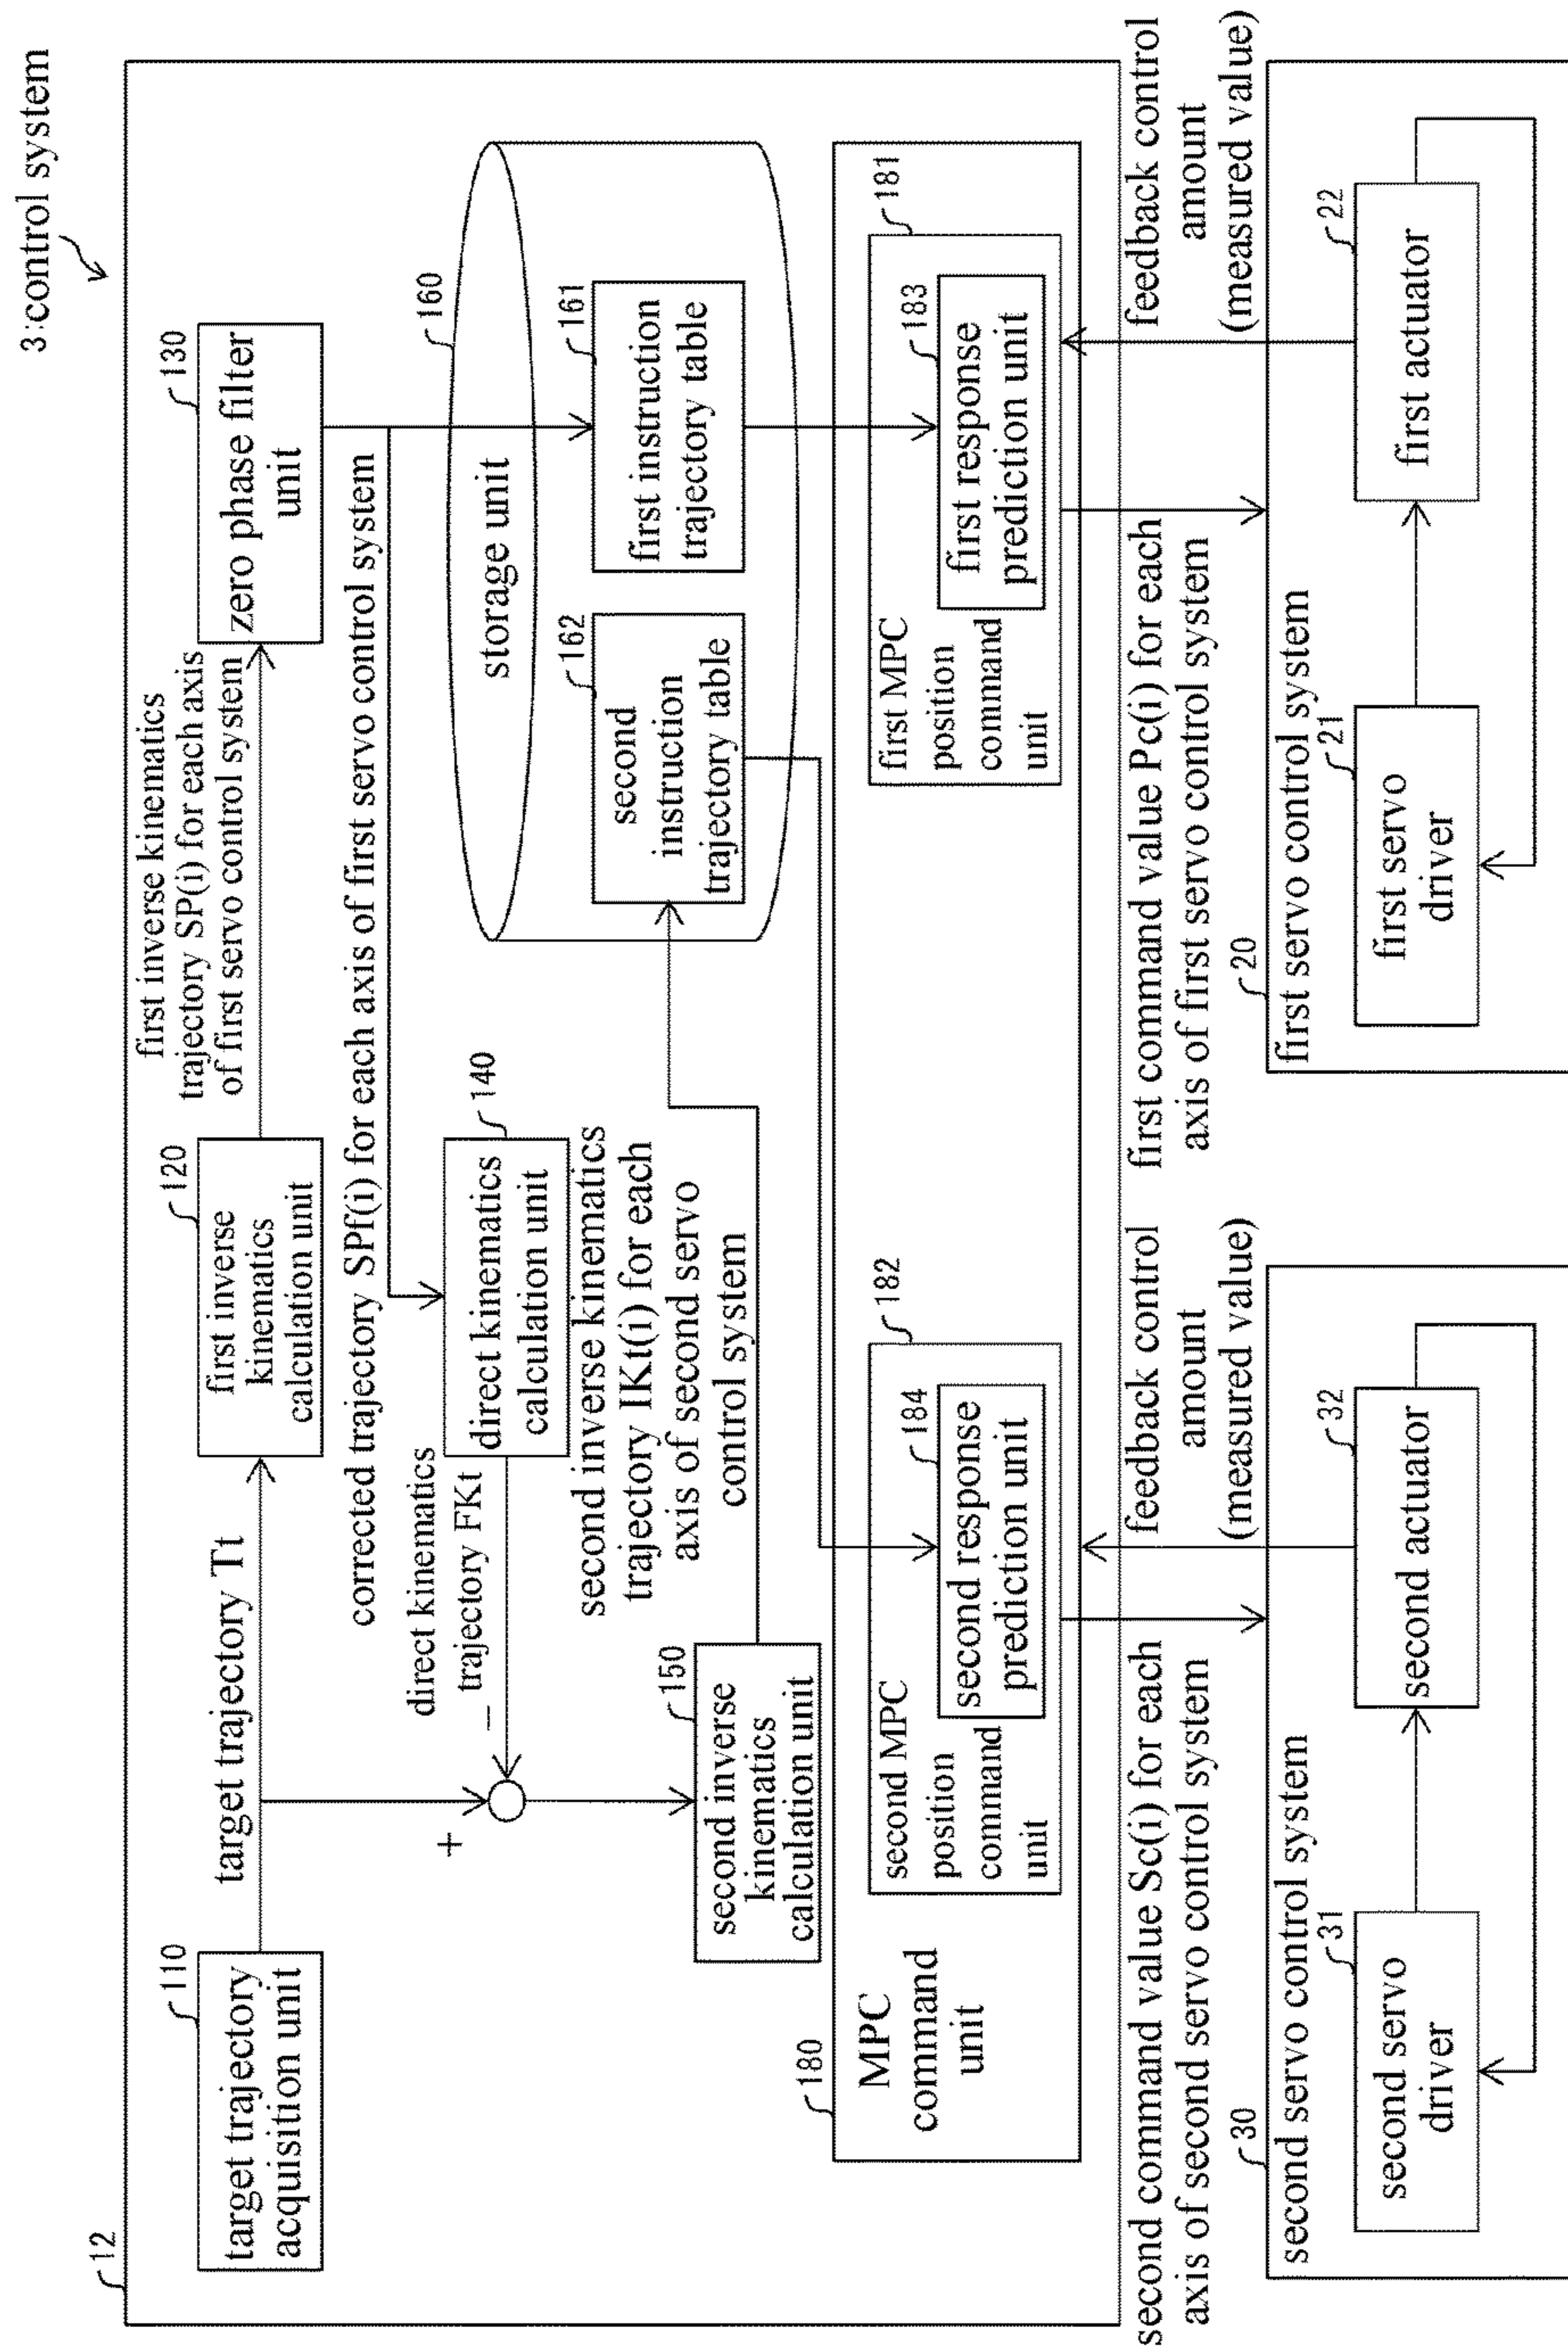 3:control system
12
110
target trajectory
acquisition unit
target trajectory Tt
120
first inverse
kinematics
calculation unit
first inverse kinematics
trajectory SP(i) for each axis
of first servo control system
130
zero phase filter
unit
corrected trajectory SPf(i) for each axis of first servo control system
+
−
direct kinematics
trajectory FKt
140
direct kinematics
calculation unit
150
second inverse
kinematics
calculation unit
second inverse kinematics
trajectory IKt(i) for each
axis of second servo
control system
160
storage unit
162
second
instruction
trajectory table
161
first instruction
trajectory table
180
MPC
command
unit
182
second MPC
position
command
unit
184
second response
prediction unit
181
first MPC
position
command
unit
183
first response
prediction unit
second command value Sc(i) for each
axis of second servo control system
feedback control
amount
(measured value)
first command value Pc(i) for each
axis of first servo control system
feedback control
amount
(measured value)
30
second servo control system
31
second servo
driver
32
second actuator
20
first servo control system
21
first servo
driver
22
first actuator